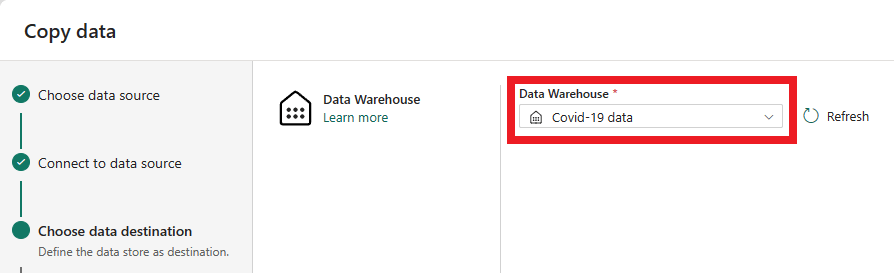 Copy data
Choose data source
Connect to data source
Choose data destination
Define the data store as destination.
Data Warehouse
Learn more
Data Warehouse *
Covid-19 data
Refresh